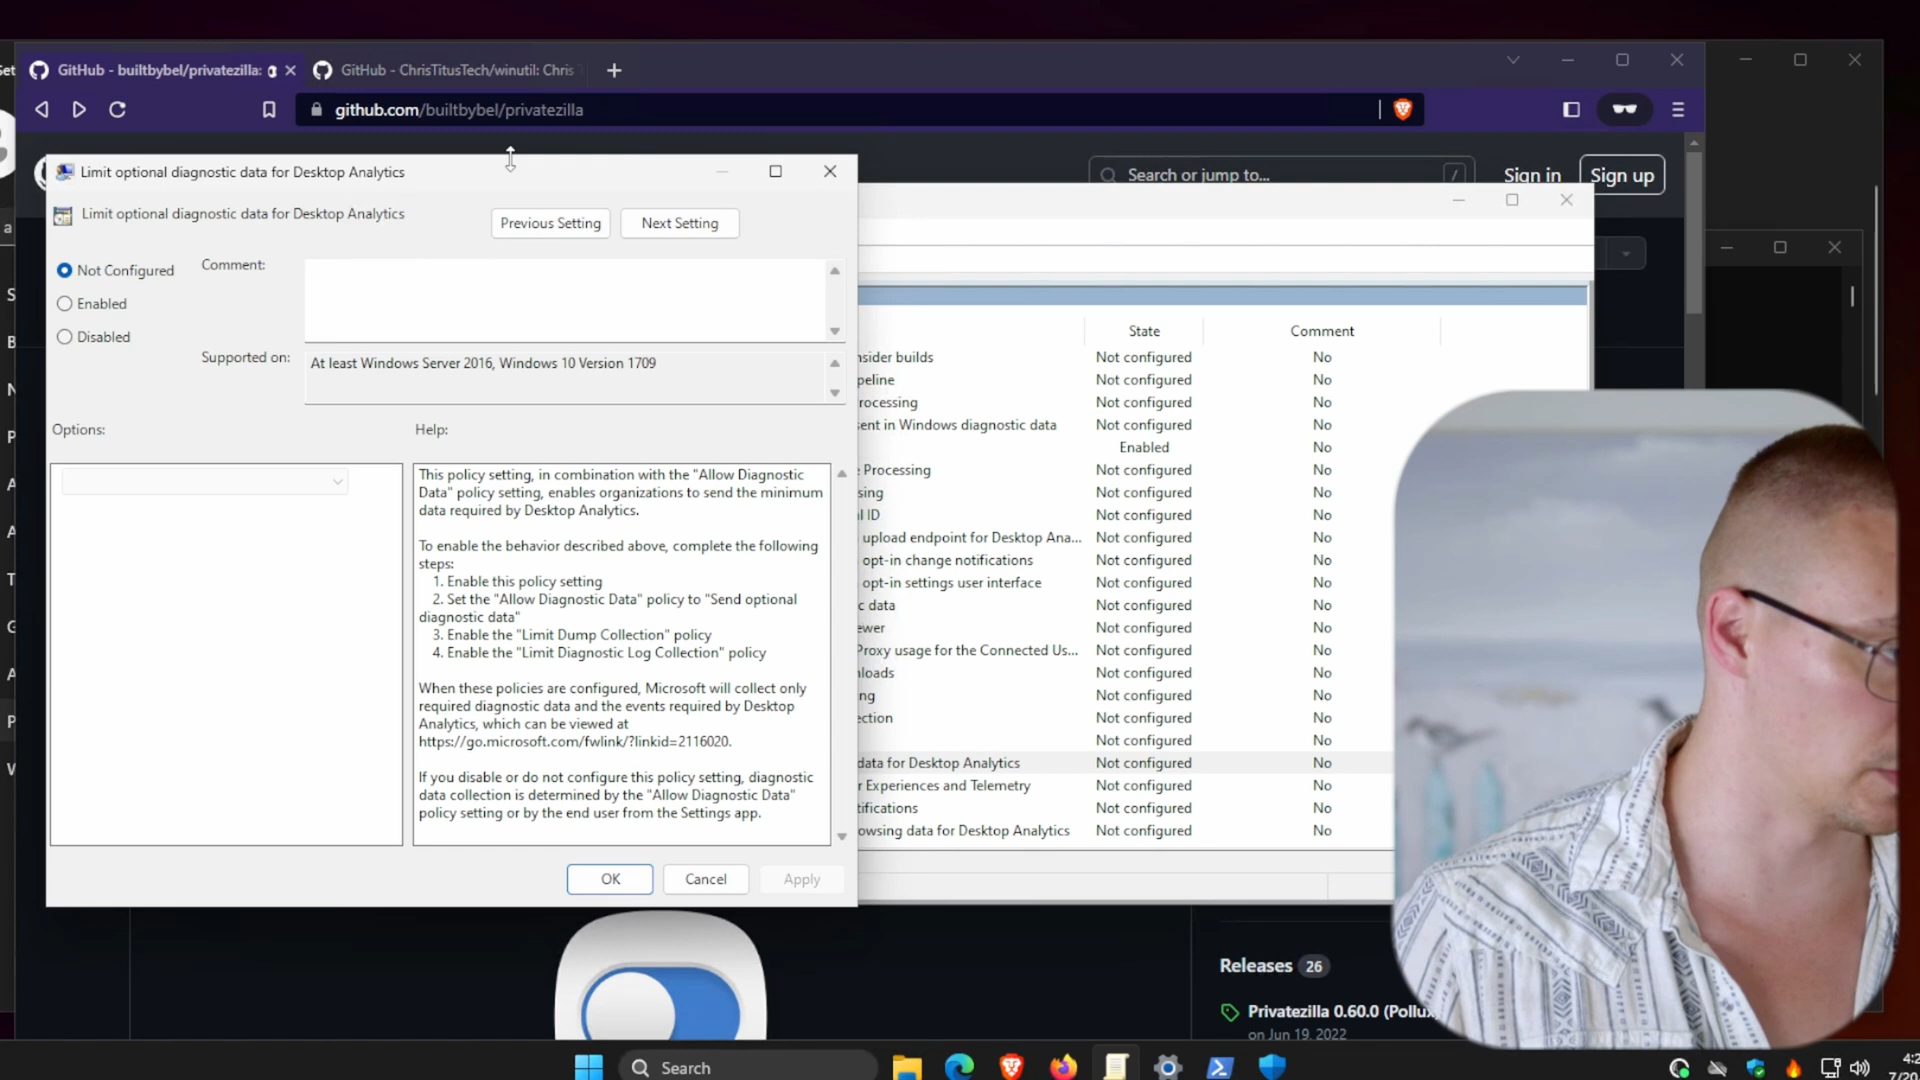 Set
GitHub - builtbybel/privatezilla:
GitHub - ChrisTitusTech/winutil: Chris T
github.com/builtbybel/privatezilla
Limit optional diagnostic data for Desktop Analytics
Search or jump to...
/
Sign in
Sign up
Limit optional diagnostic data for Desktop Analytics
Previous Setting
Next Setting
a
Not Configured
Comment:
Enabled
Disabled
Supported on:
At least Windows Server 2016, Windows 10 Version 1709
Options:
Help:
This policy setting, in combination with the "Allow Diagnostic
Data" policy setting, enables organizations to send the minimum
data required by Desktop Analytics.
To enable the behavior described above, complete the following
steps:
1. Enable this policy setting
2. Set the "Allow Diagnostic Data" policy to "Send optional
diagnostic data"
3. Enable the "Limit Dump Collection" policy
4. Enable the "Limit Diagnostic Log Collection" policy
When these policies are configured, Microsoft will collect only
required diagnostic data and the events required by Desktop
Analytics, which can be viewed at
https://go.microsoft.com/fwlink/?linkid=2116020.
If you disable or do not configure this policy setting, diagnostic
data collection is determined by the "Allow Diagnostic Data"
policy setting or by the end user from the Settings app.
OK
Cancel
Apply
State
Comment
nsider builds
Not configured
No
peline
Not configured
No
rocessing
Not configured
No
ent in Windows diagnostic data
Not configured
No
Enabled
No
e Processing
Not configured
No
sing
Not configured
No
l ID
Not configured
No
upload endpoint for Desktop Ana...
Not configured
No
opt-in change notifications
Not configured
No
opt-in settings user interface
Not configured
No
c data
Not configured
No
ewer
Not configured
No
Proxy usage for the Connected Us...
Not configured
No
loads
Not configured
No
ng
Not configured
No
ection
Not configured
No
Not configured
No
data for Desktop Analytics
Not configured
No
r Experiences and Telemetry
Not configured
No
tifications
Not configured
No
owsing data for Desktop Analytics
Not configured
No
Releases
26
Privatezilla 0.60.0 (Pollux
on Jun 19, 2022
Search
4:2
7/20